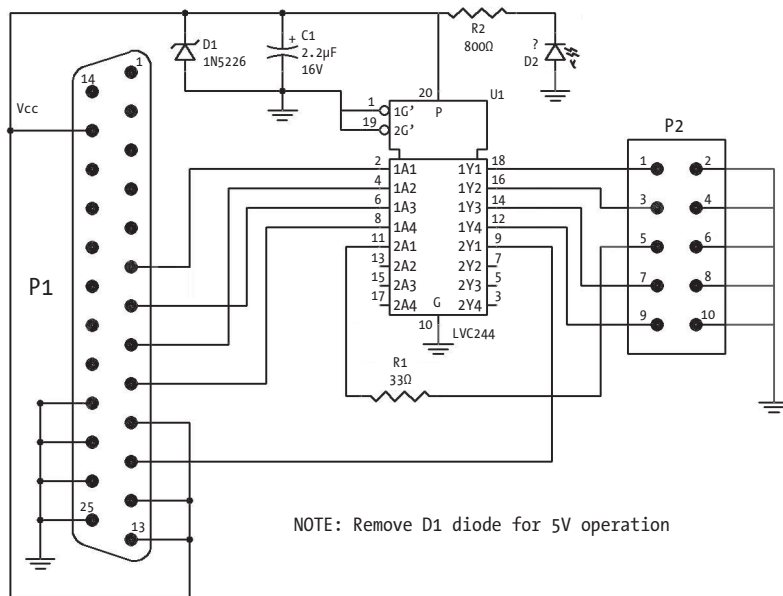 R2
800Ω
?
D2
D1
1N5226
+
C1
2.2µF
16V
1
14
Vcc
20
P
U1
1
1G’
19
2G’
P2
2
1A1
1Y1
18
4
1A2
1Y2
16
6
1A3
1Y3
14
8
1A4
1Y4
12
11
2A1
2Y1
9
13
2A2
2Y2
7
15
2A3
2Y3
5
17
2A4
2Y4
3
G
10
LVC244
1
2
3
4
5
6
7
8
9
10
P1
R1
33Ω
25
13
NOTE: Remove D1 diode for 5V operation